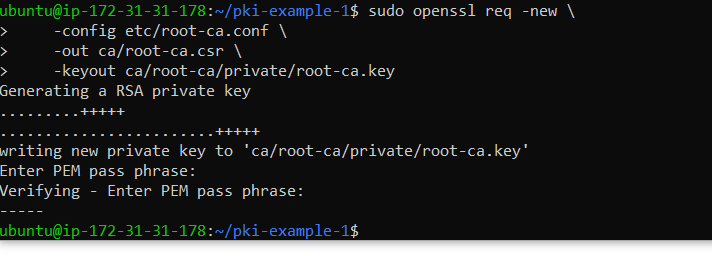 ubuntu@ip-172-31-31-178:~/pki-example-1$ sudo openssl req -new \
>     -config etc/root-ca.conf \
>     -out ca/root-ca.csr \
>     -keyout ca/root-ca/private/root-ca.key
Generating a RSA private key
.........+++++
........................+++++
writing new private key to 'ca/root-ca/private/root-ca.key'
Enter PEM pass phrase:
Verifying - Enter PEM pass phrase:
-----
ubuntu@ip-172-31-31-178:~/pki-example-1$